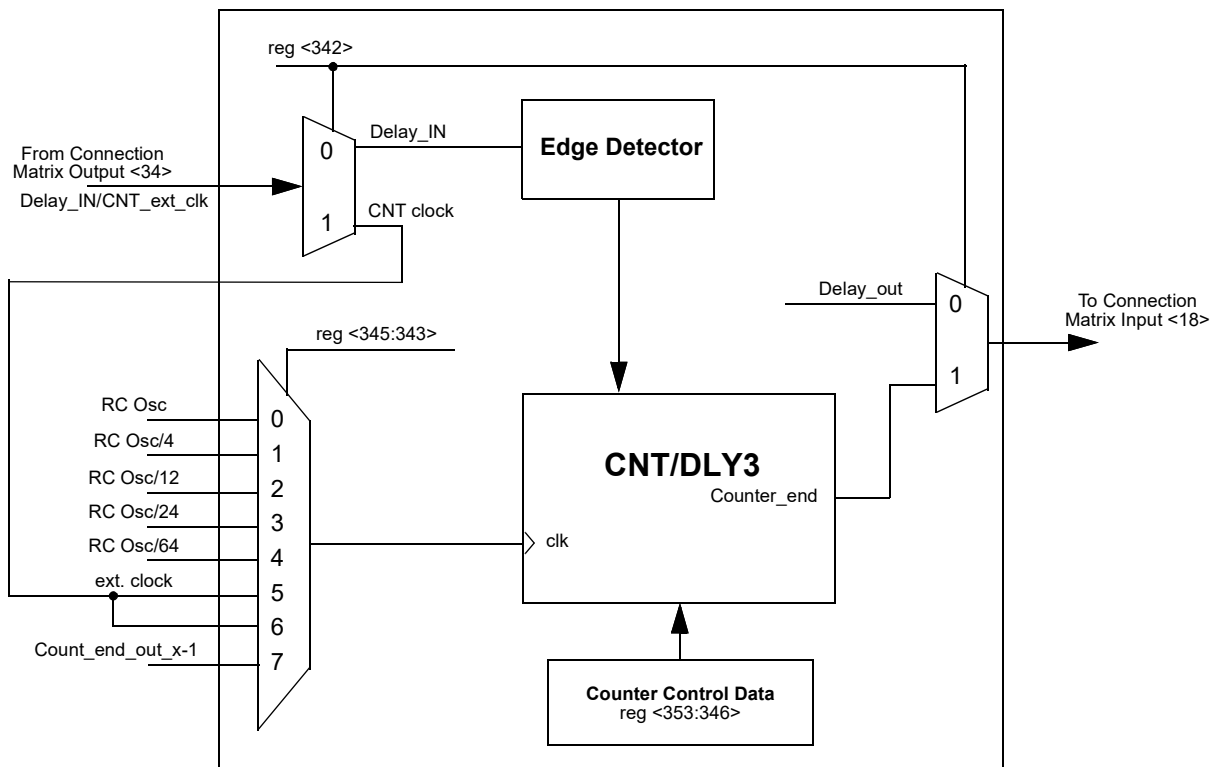 reg <342>
From Connection
Matrix Output <34>
Delay_IN/CNT_ext_clk
0
1
Delay_IN
CNT clock
Edge Detector
Delay_out
0
1
To Connection
Matrix Input <18>
reg <345:343>
RC Osc
RC Osc/4
RC Osc/12
RC Osc/24
RC Osc/64
ext. clock
Count_end_out_x-1
0
1
2
3
4
5
6
7
CNT/DLY3
Counter_end
clk
Counter Control Data
reg <353:346>